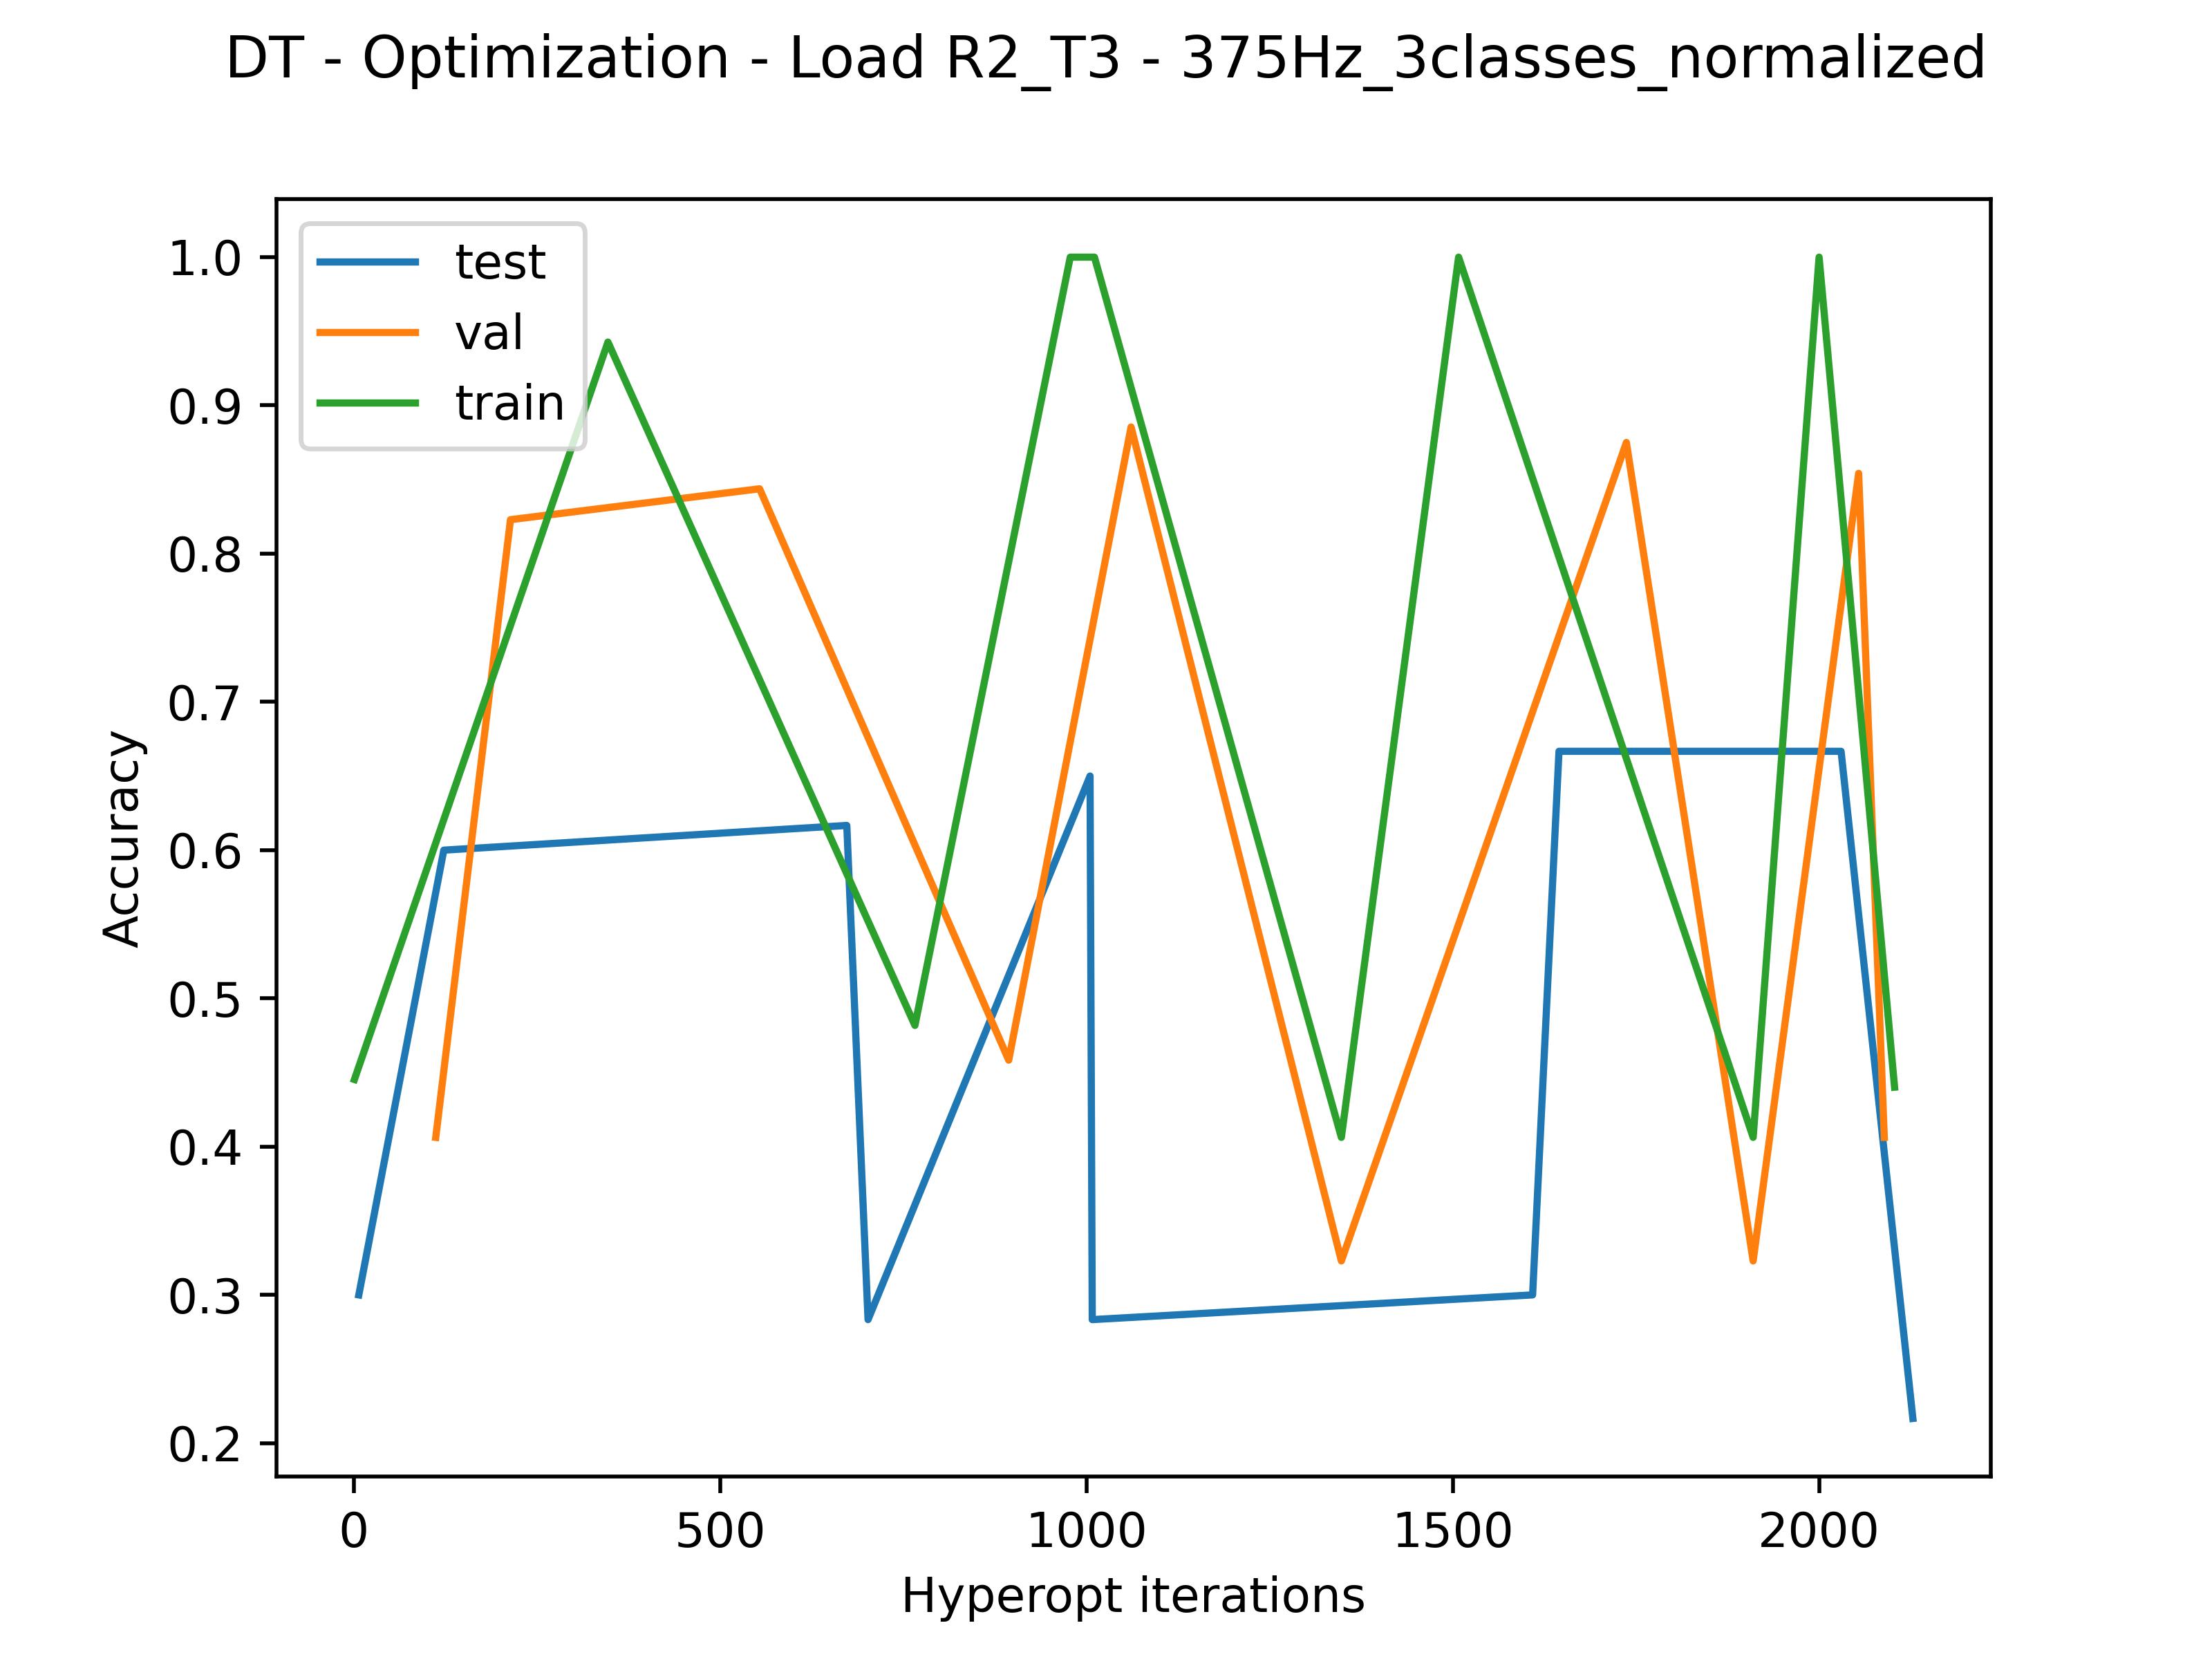 DT - Optimization - Load R2_T3 - 375Hz_3classes_normalized
test
val
train
1.0
0.9
0.8
0.7
0.6
0.5
0.4
0.3
0.2
Accuracy
0 500 1000 1500 2000
Hyperopt iterations